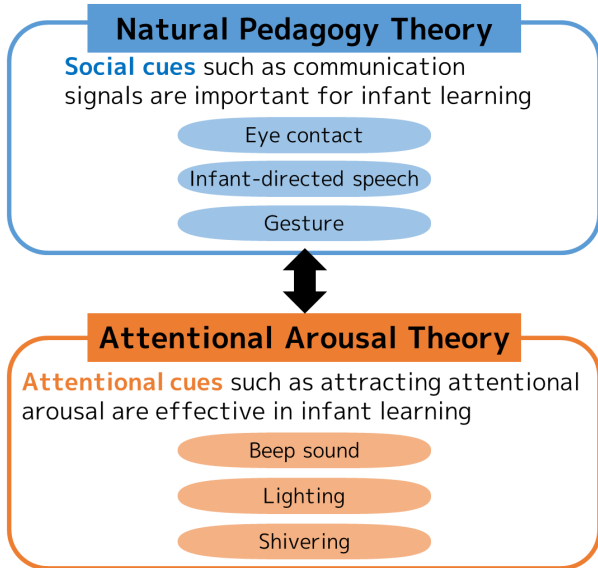 Natural Pedagogy Theory
Social cues such as communication
signals are important for infant learning
Eye contact
Infant-directed speech
Gesture
Attentional Arousal Theory
Attentional cues such as attracting attentional
arousal are effective in infant learning
Beep sound
Lighting
Shivering